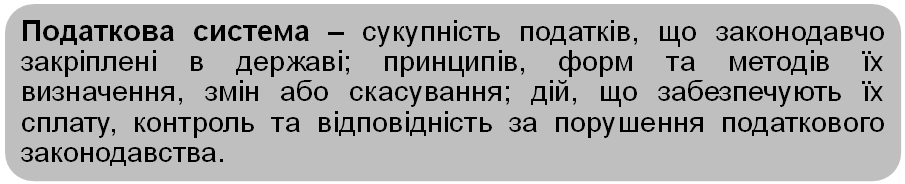 Податкова система – сукупність податків, що законодавчо
закріплені в державі; принципів, форм та методів їх
визначення, змін або скасування; дій, що забезпечують їх
сплату, контроль та відповідність за порушення податкового
законодавства.